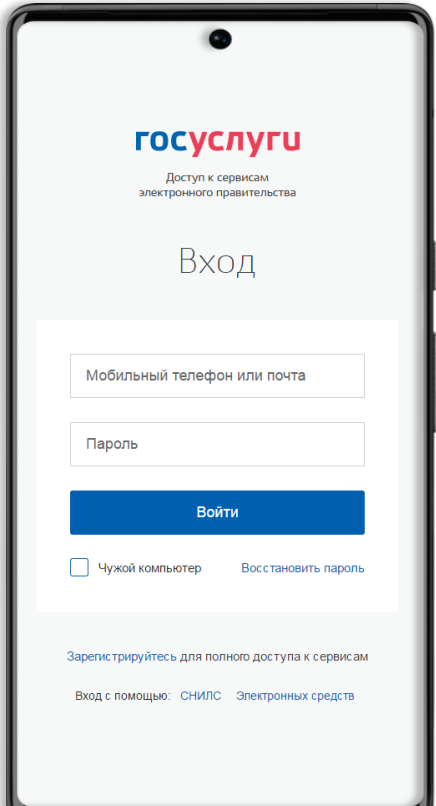 госуслуги
Доступ к сервисам
электронного правительства
Вход
Мобильный телефон или почта
Пароль
Войти
Чужой компьютер Восстановить пароль
Зарегистрируйтесь для полного доступа к сервисам
Вход с помощью: СНИЛС Электронных средств